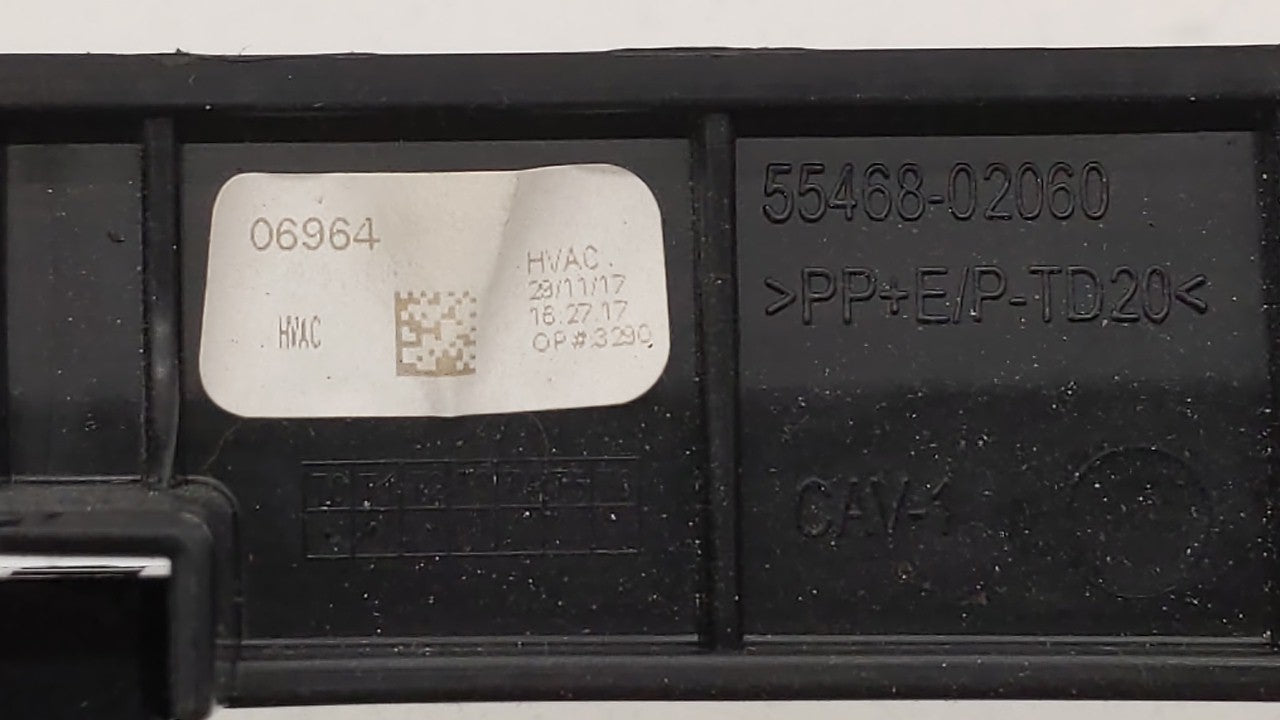 06964
HVAC
HVAC
29/11/17
18:27:17
OP#:3290
55468-02060
>PP+E/P-TD20<
CAV-1